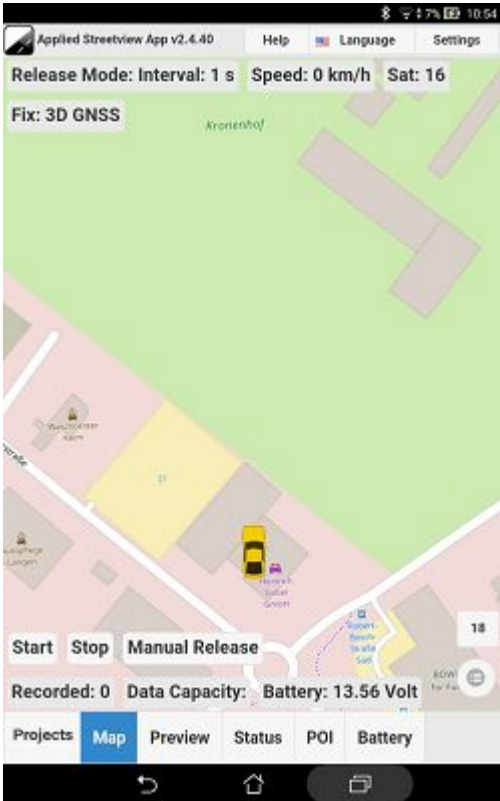 7% 10:54
Applied Streetview App v2.4.40 Help Language Settings
Release Mode: Interval: 1 s Speed: 0 km/h Sat: 16
Fix: 3D GNSS
Kronenhof
18
Start Stop Manual Release
Recorded: 0 Data Capacity: Battery: 13.56 Volt
Projects Map Preview Status POI Battery